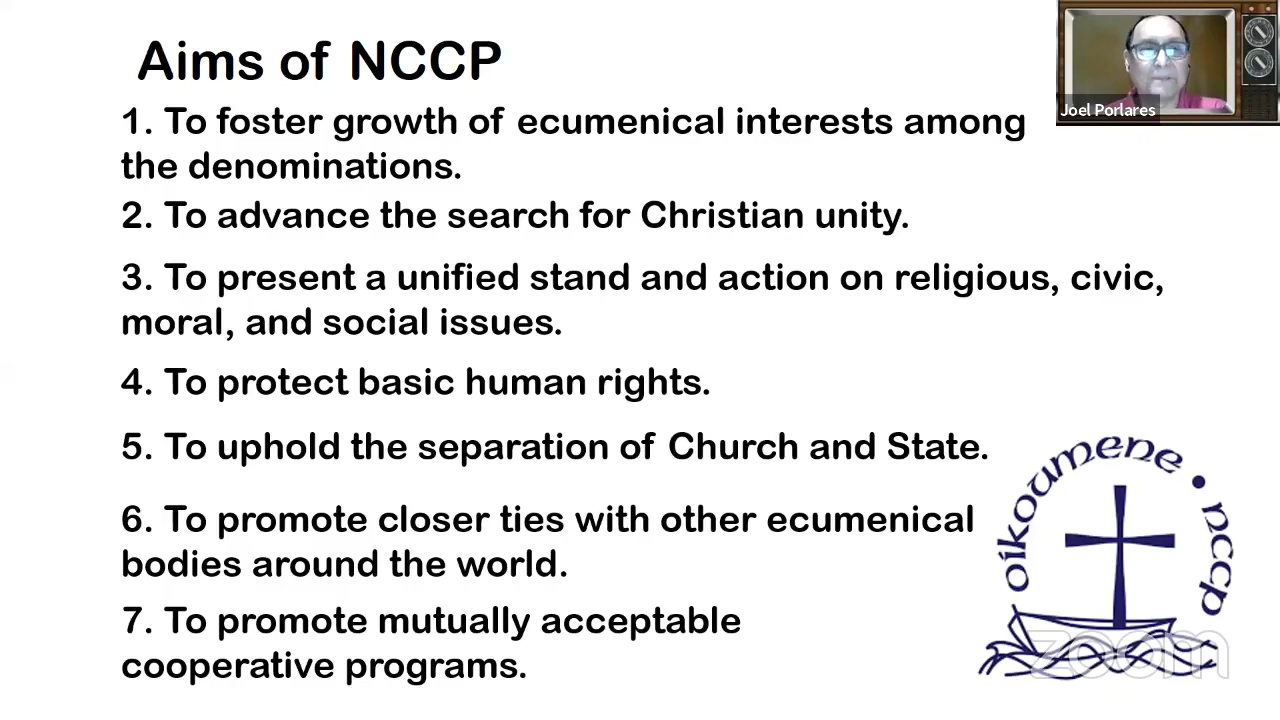 Aims of NCCP
Joel Porlares
1. To foster growth of ecumenical interests among
the denominations.
2. To advance the search for Christian unity.
3. To present a unified stand and action on religious, civic,
moral, and social issues.
4. To protect basic human rights.
5. To uphold the separation of Church and State.
6. To promote closer ties with other ecumenical
bodies around the world.
7. To promote mutually acceptable
cooperative programs.
oikoumene • nccp
zoom